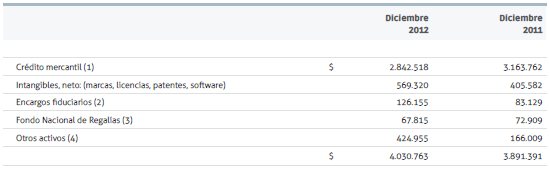 Diciembre Diciembre
2012 2011
Crédito mercantil (1) $ 2.842.518 3.163.762
Intangibles, neto: (marcas, licencias, patentes, software) 569.320 405.582
Encargos fiduciarios (2) 126.155 83.129
Fondo Nacional de Regalías (3) 67.815 72.909
Otros activos (4) 424.955 166.009
$ 4.030.763 3.891.391